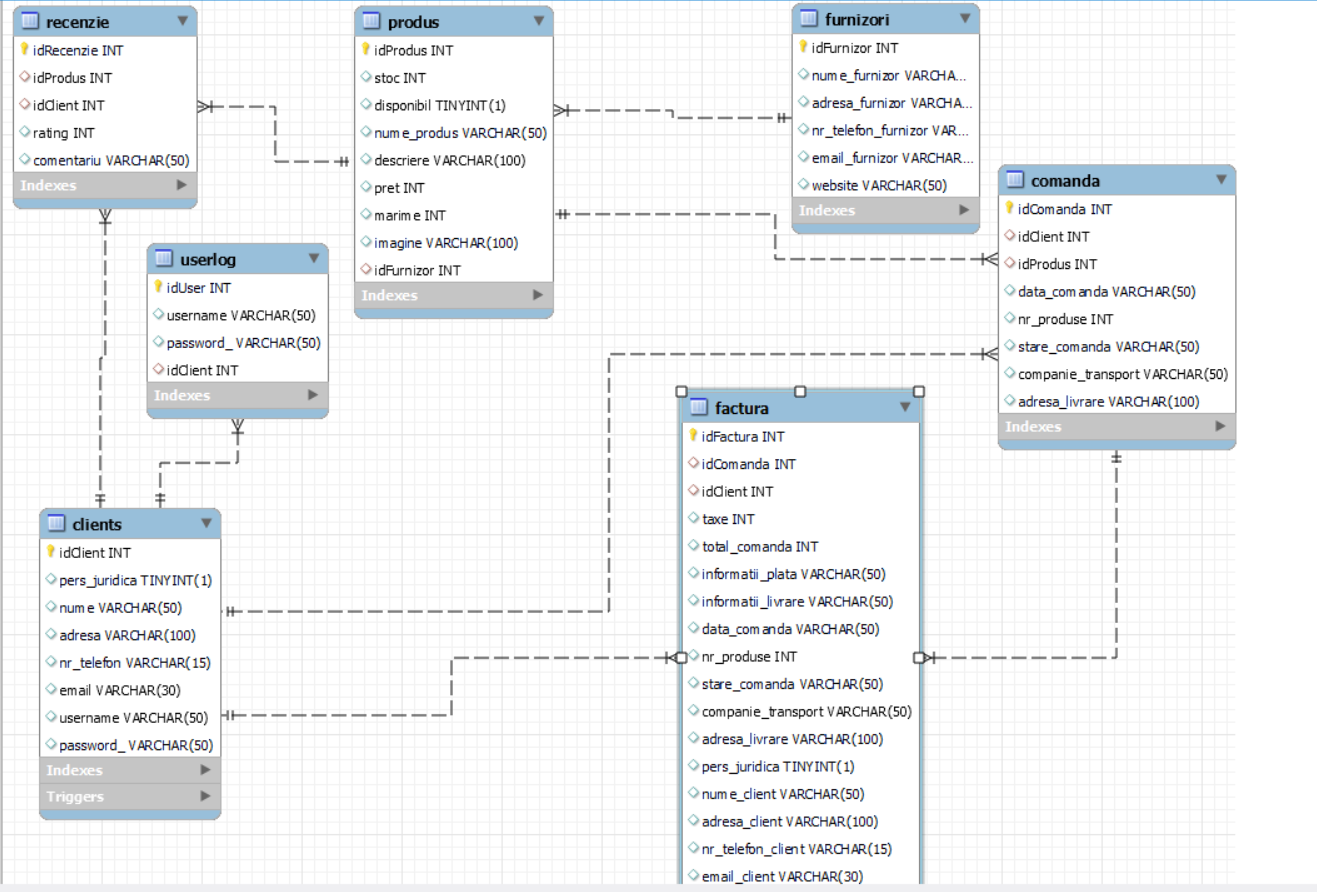 recenzie
idRecenzie INT
idProdus INT
idClient INT
rating INT
comentariu VARCHAR(50)
Indexes
produs
idProdus INT
stoc INT
disponibil TINYINT(1)
nume_produs VARCHAR(50)
descriere VARCHAR(100)
pret INT
marime INT
imagine VARCHAR(100)
idFurnizor INT
Indexes
furnizori
idFurnizor INT
nume_furnizor VARCHA...
adresa_furnizor VARCHA...
nr_telefon_furnizor VAR...
email_furnizor VARCHAR...
website VARCHAR(50)
Indexes
comanda
idComanda INT
idClient INT
idProdus INT
data_comanda VARCHAR(50)
nr_produse INT
stare_comanda VARCHAR(50)
companie_transport VARCHAR(50)
adresa_livrare VARCHAR(100)
Indexes
userlog
idUser INT
username VARCHAR(50)
password_ VARCHAR(50)
idClient INT
Indexes
factura
idFactura INT
idComanda INT
idClient INT
taxe INT
total_comanda INT
informatii_plata VARCHAR(50)
informatii_livrare VARCHAR(50)
data_comanda VARCHAR(50)
nr_produse INT
stare_comanda VARCHAR(50)
companie_transport VARCHAR(50)
adresa_livrare VARCHAR(100)
pers_juridica TINYINT(1)
nume_client VARCHAR(50)
adresa_client VARCHAR(100)
nr_telefon_client VARCHAR(15)
email_client VARCHAR(30)
clients
idClient INT
pers_juridica TINYINT(1)
nume VARCHAR(50)
adresa VARCHAR(100)
nr_telefon VARCHAR(15)
email VARCHAR(30)
username VARCHAR(50)
password_ VARCHAR(50)
Indexes
Triggers